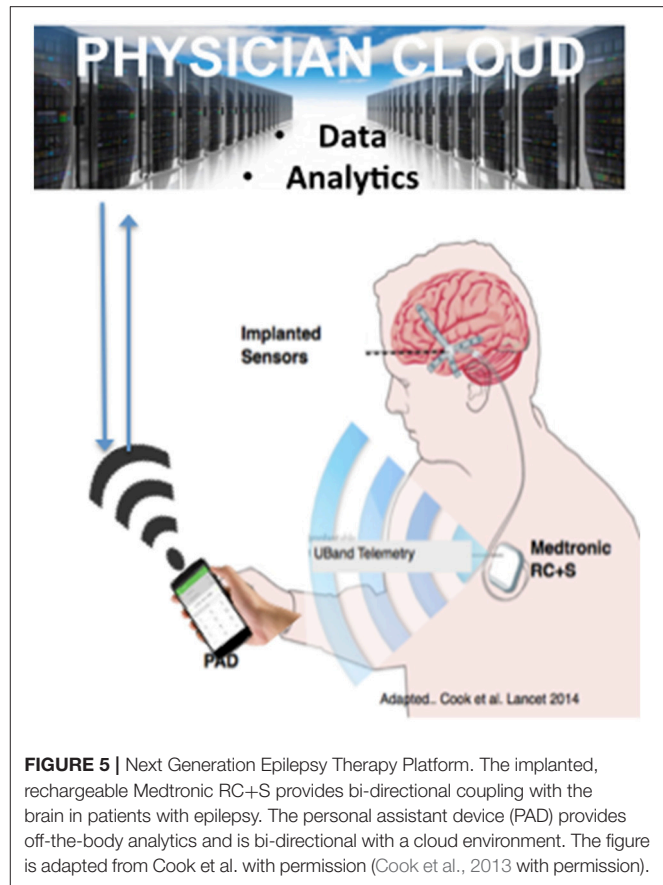 PHYSICIAN CLOUD
• Data
• Analytics
Implanted
Sensors
UBand Telemetry
Medtronic
RC+S
PAD
Adapted.. Cook et al. Lancet 2014
FIGURE 5 | Next Generation Epilepsy Therapy Platform. The implanted,
rechargeable Medtronic RC+S provides bi-directional coupling with the
brain in patients with epilepsy. The personal assistant device (PAD) provides
off-the-body analytics and is bi-directional with a cloud environment. The figure
is adapted from Cook et al. with permission (Cook et al., 2013 with permission).